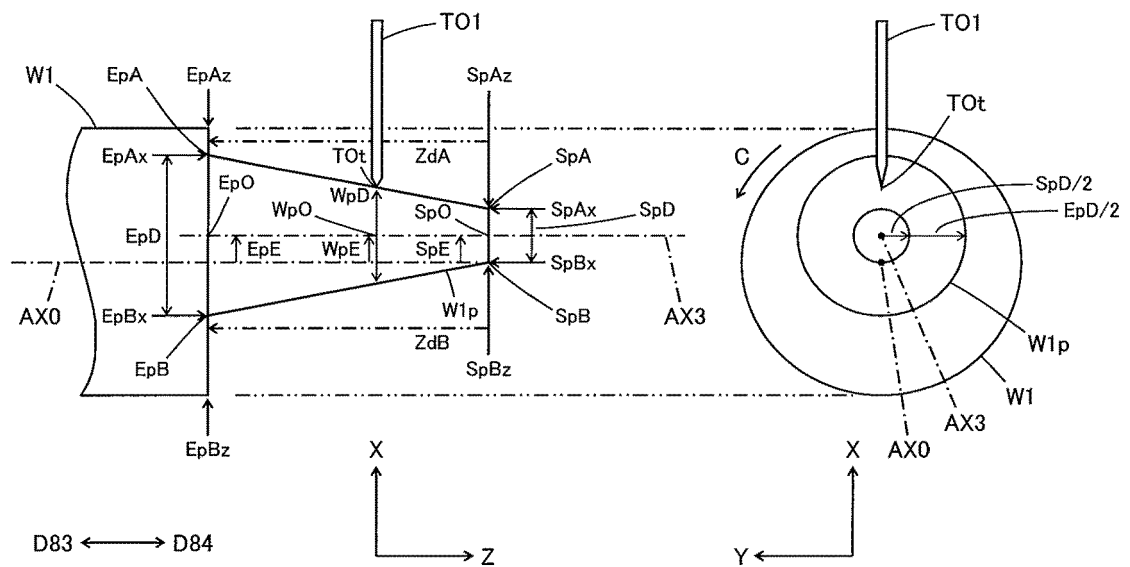 TO1
TO1
W1
EpA
EpAz
SpAz
TOt
ZdA
EpAx
TOt
SpA
C
EpO
WpD
SpD/2
WpO
SpO
SpAx
SpD
EpD/2
EpD
EpE
WpE
SpE
SpBx
AX0
EpBx
W1p
SpB
AX3
EpB
ZdB
SpBz
W1p
W1
EpBz
AX3
AX0
X
X
D83
D84
Z
Y